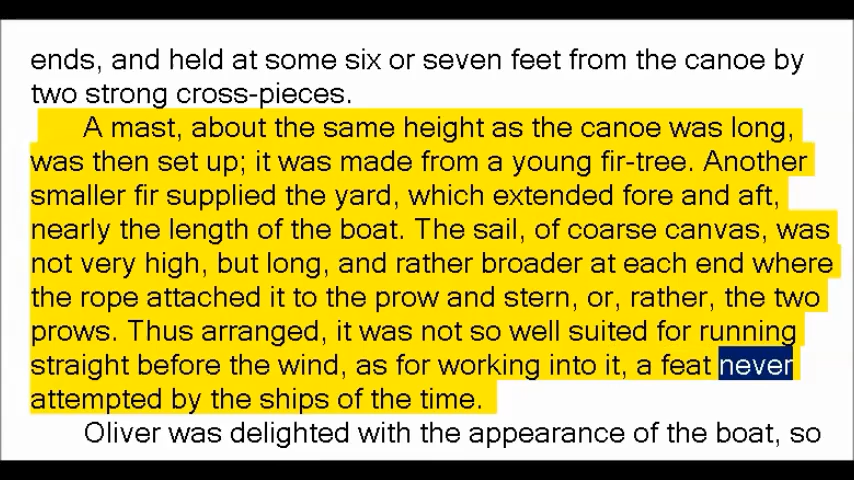 ends, and held at some six or seven feet from the canoe by
two strong cross-pieces.
A mast, about the same height as the canoe was long,
was then set up; it was made from a young fir-tree. Another
smaller fir supplied the yard, which extended fore and aft,
nearly the length of the boat. The sail, of coarse canvas, was
not very high, but long, and rather broader at each end where
the rope attached it to the prow and stern, or, rather, the two
prows. Thus arranged, it was not so well suited for running
straight before the wind, as for working into it, a feat never
attempted by the ships of the time.
Oliver was delighted with the appearance of the boat, so